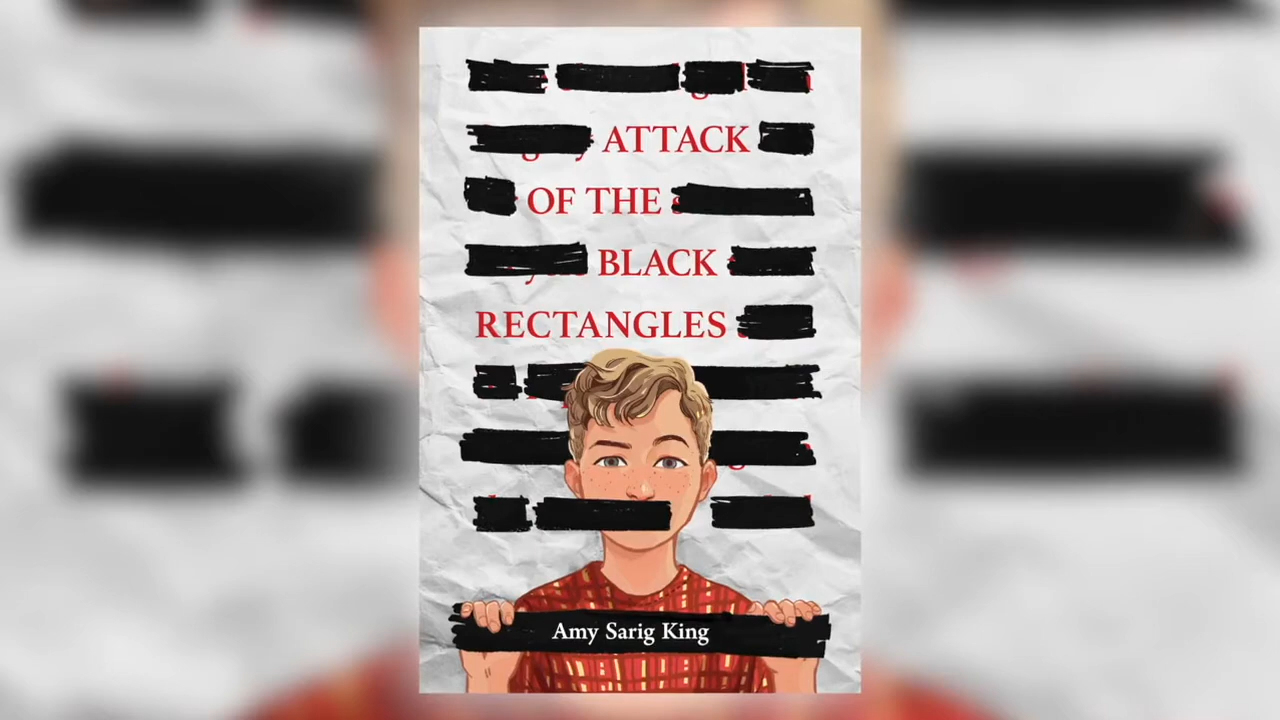 ATTACK
OF THE
BLACK
RECTANGLES
Amy Sarig King